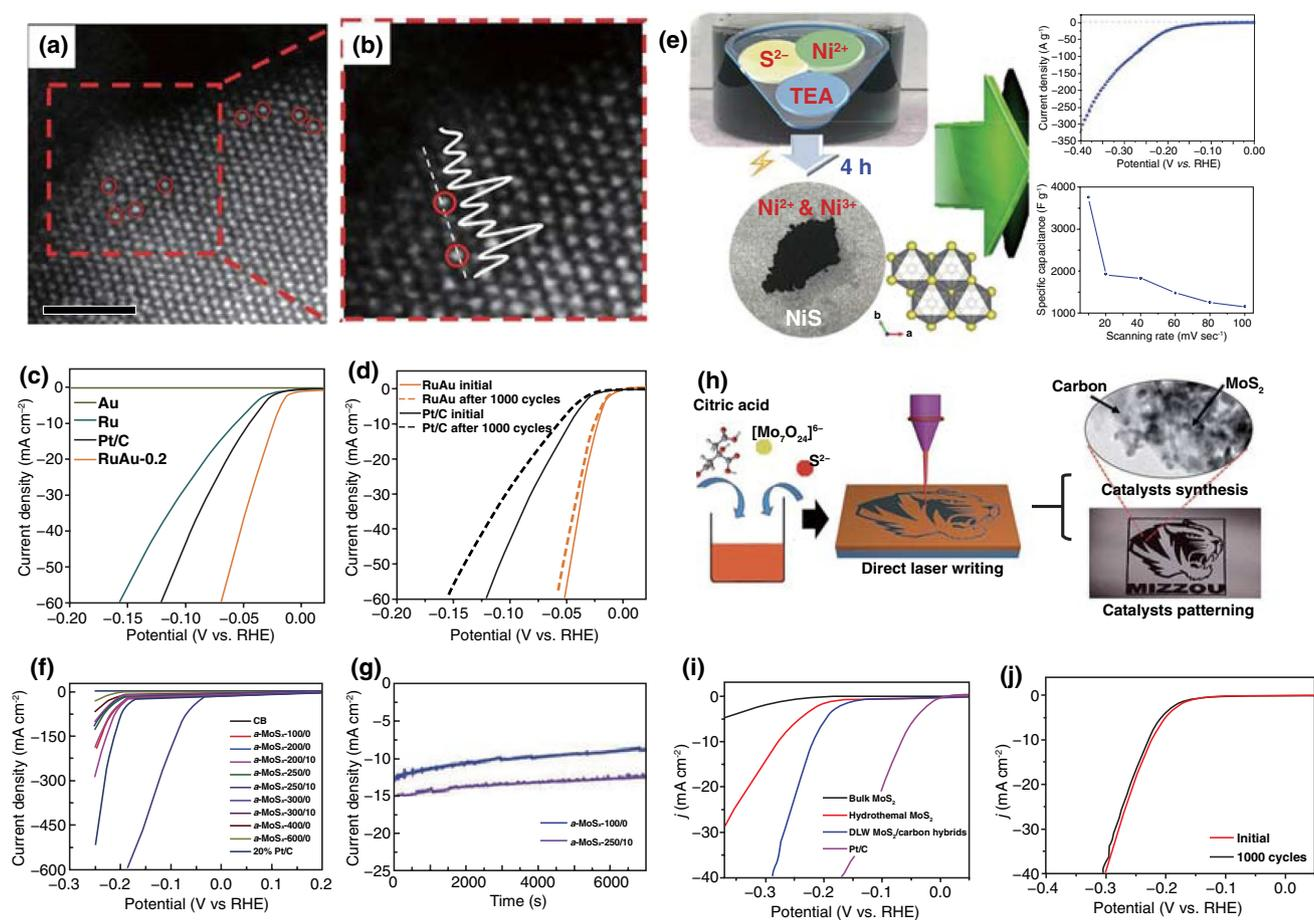 (a)
(b)
(e)
S²⁻
Ni²⁺
TEA
4 h
Ni²⁺ & Ni³⁺
NiS
b
a
Current density (A g⁻¹)
0
−50
−100
−150
−200
−250
−300
−350
−0.40
−0.30
−0.20
−0.10
0.00
Potential (V vs. RHE)
Specific capacitance (F g⁻¹)
4000
3000
2000
1000
20
40
60
80
100
Scanning rate (mV sec⁻¹)
(c)
Current density (mA cm⁻²)
0
−10
−20
−30
−40
−50
−60
Au
Ru
Pt/C
RuAu-0.2
−0.20
−0.15
−0.10
−0.05
0.00
Potential (V vs. RHE)
(d)
Current density (mA cm⁻²)
0
−10
−20
−30
−40
−50
−60
RuAu initial
RuAu after 1000 cycles
Pt/C initial
Pt/C after 1000 cycles
−0.20
−0.15
−0.10
−0.05
0.00
Potential (V vs. RHE)
(h)
Citric acid
[Mo₇O₂₄]⁶⁻
S²⁻
Direct laser writing
Carbon
MoS₂
Catalysts synthesis
MIZZOU
Catalysts patterning
(f)
Current density (mA cm⁻²)
0
−150
−300
−450
−600
CB
a-MoSₓ-100/0
a-MoSₓ-200/0
a-MoSₓ-200/10
a-MoSₓ-250/0
a-MoSₓ-250/10
a-MoSₓ-300/0
a-MoSₓ-300/10
a-MoSₓ-400/0
a-MoSₓ-600/0
20% Pt/C
−0.3
−0.2
−0.1
0.0
0.1
0.2
Potential (V vs. RHE)
(g)
Current density (mA cm⁻²)
0
−5
−10
−15
−20
−25
a-MoSₓ-100/0
a-MoSₓ-250/10
0
2000
4000
6000
Time (s)
(i)
j (mA cm⁻²)
0
−10
−20
−30
−40
Bulk MoS₂
Hydrothemal MoS₂
DLW MoS₂/carbon hybrids
Pt/C
−0.3
−0.2
−0.1
0.0
Potential (V vs. RHE)
(j)
j (mA cm⁻²)
0
−10
−20
−30
−40
Initial
1000 cycles
−0.4
−0.3
−0.2
−0.1
0.0
Potential (V vs. RHE)